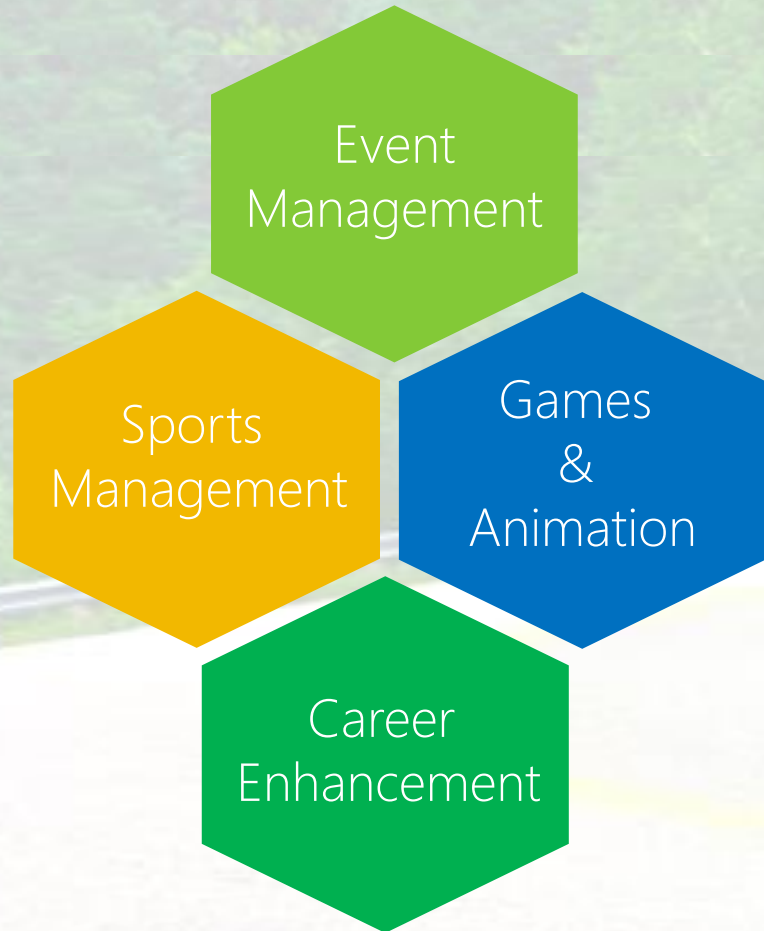 Event
Management
Sports
Management
Games
&
Animation
Career
Enhancement